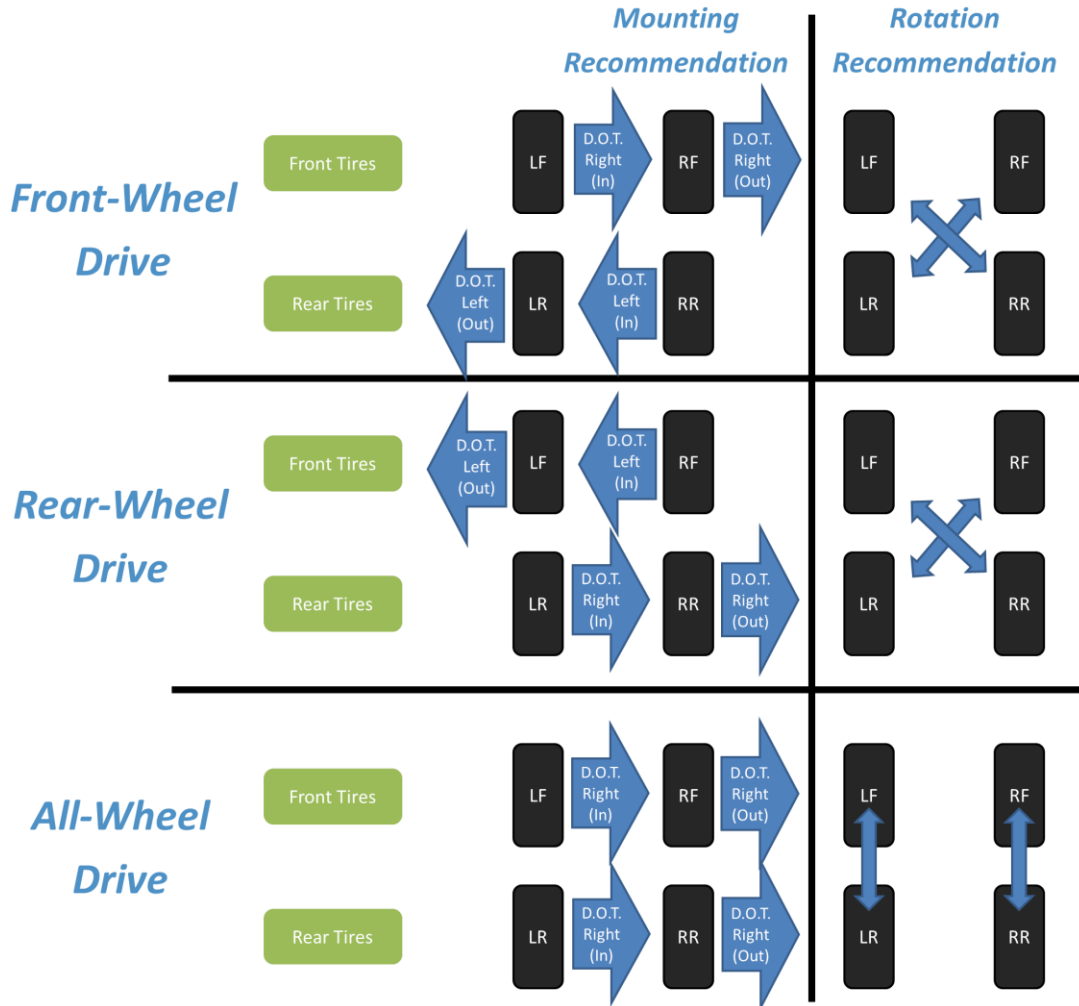 Mounting
Recommendation
Rotation
Recommendation
Front-Wheel
Drive
Front Tires
LF
D.O.T.
Right
(In)
RF
D.O.T.
Right
(Out)
LF
RF
Rear Tires
D.O.T.
Left
(Out)
LR
D.O.T.
Left
(In)
RR
LR
RR
Rear-Wheel
Drive
Front Tires
D.O.T.
Left
(Out)
LF
D.O.T.
Left
(In)
RF
LF
RF
Rear Tires
LR
D.O.T.
Right
(In)
RR
D.O.T.
Right
(Out)
LR
RR
All-Wheel
Drive
Front Tires
LF
D.O.T.
Right
(In)
RF
D.O.T.
Right
(Out)
LF
RF
Rear Tires
LR
D.O.T.
Right
(In)
RR
D.O.T.
Right
(Out)
LR
RR